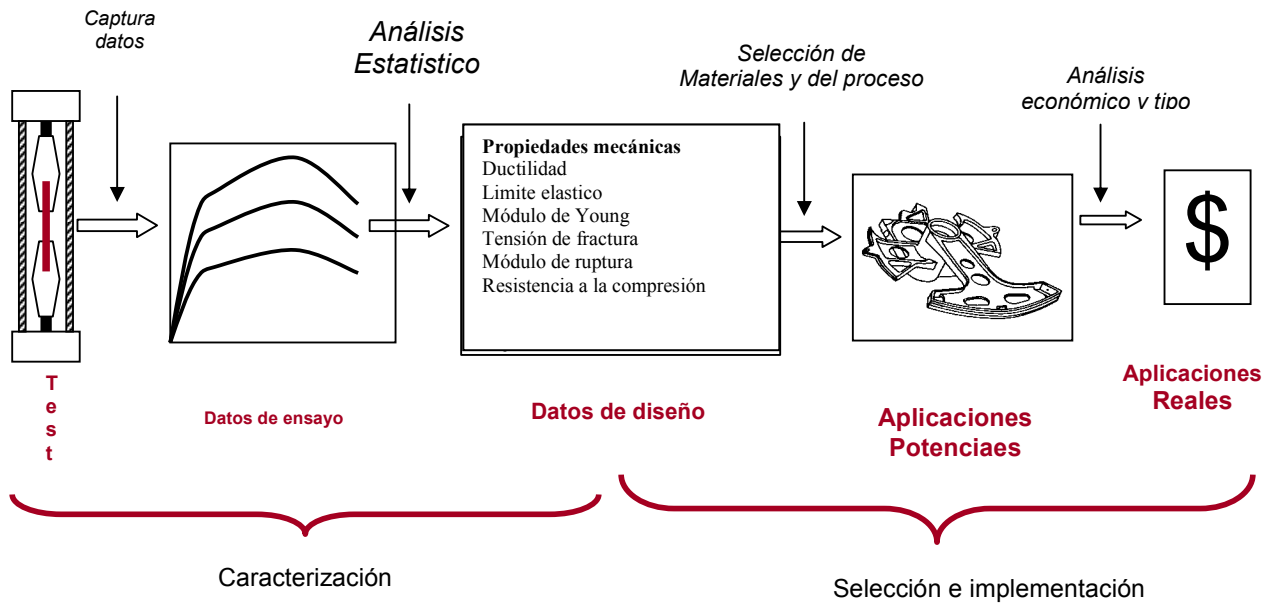 Captura
datos
Análisis
Estatistico
Selección de
Materiales y del proceso
Análisis
económico y tipo
Propiedades mecánicas
Ductilidad
Limite elastico
Módulo de Young
Tensión de fractura
Módulo de ruptura
Resistencia a la compresión
$
T
e
s
t
Datos de ensayo
Datos de diseño
Aplicaciones
Potenciaes
Aplicaciones
Reales
Caracterización
Selección e implementación